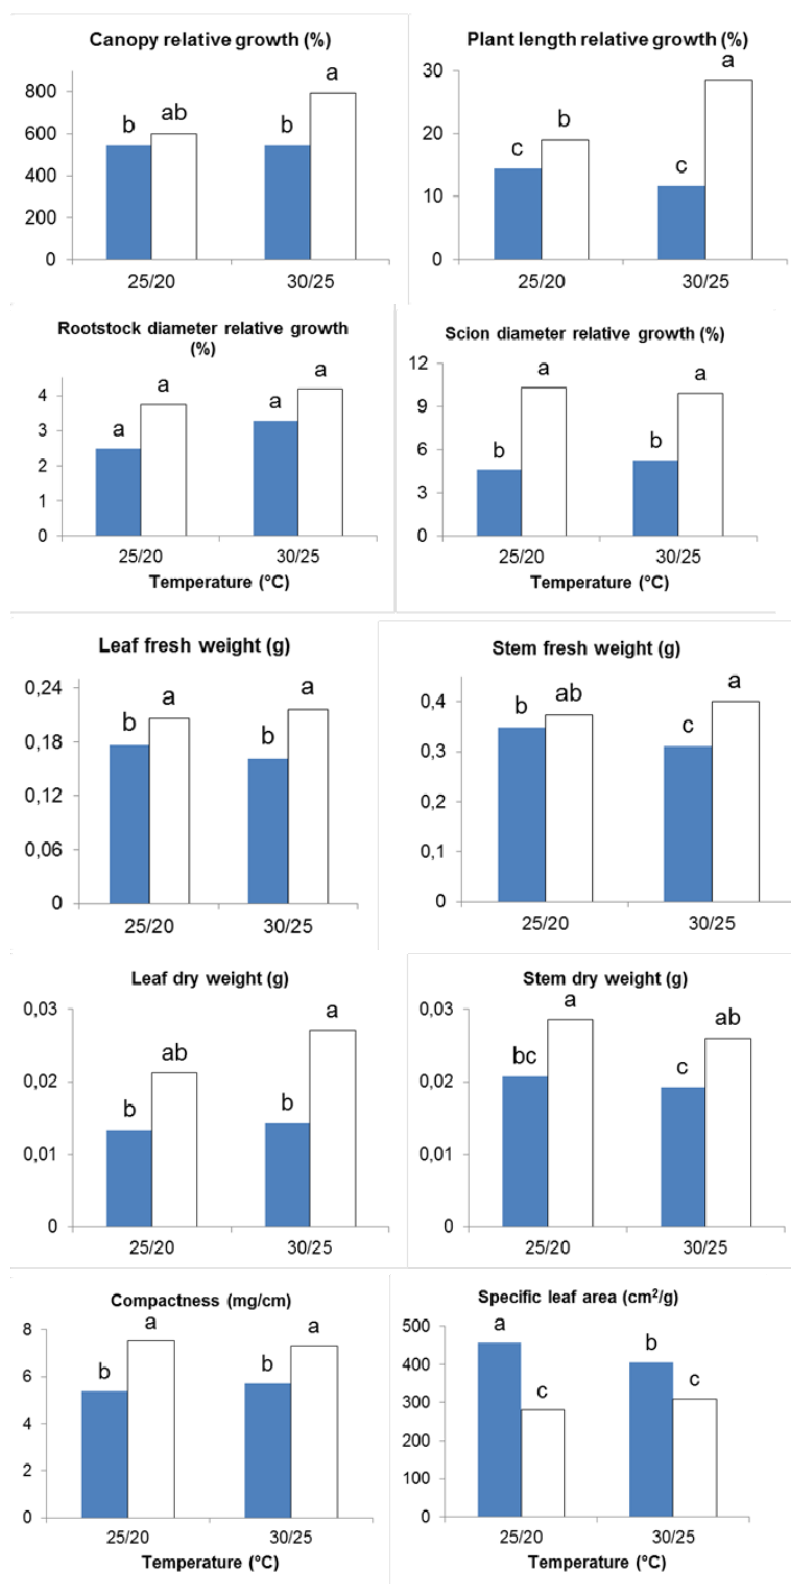 Canopy relative growth (%)
800
600
400
200
0
b
ab
b
a
25/20
30/25
Plant length relative growth (%)
30
20
10
0
c
b
c
a
25/20
30/25
Rootstock diameter relative growth
(%)
4
3
2
1
0
a
a
a
a
25/20
30/25
Temperature (ºC)
Scion diameter relative growth (%)
12
9
6
3
0
b
a
b
a
25/20
30/25
Temperature (ºC)
Leaf fresh weight (g)
0,24
0,18
0,12
0,06
0
b
a
b
a
25/20
30/25
Stem fresh weight (g)
0,4
0,3
0,2
0,1
0
b
ab
c
a
25/20
30/25
Leaf dry weight (g)
0,03
0,02
0,01
0
b
ab
b
a
25/20
30/25
Stem dry weight (g)
0,03
0,02
0,01
0
bc
a
c
ab
25/20
30/25
Compactness (mg/cm)
8
6
4
2
0
b
a
b
a
25/20
30/25
Temperature (ºC)
Specific leaf area (cm²/g)
500
400
300
200
100
0
a
c
b
c
25/20
30/25
Temperature (ºC)